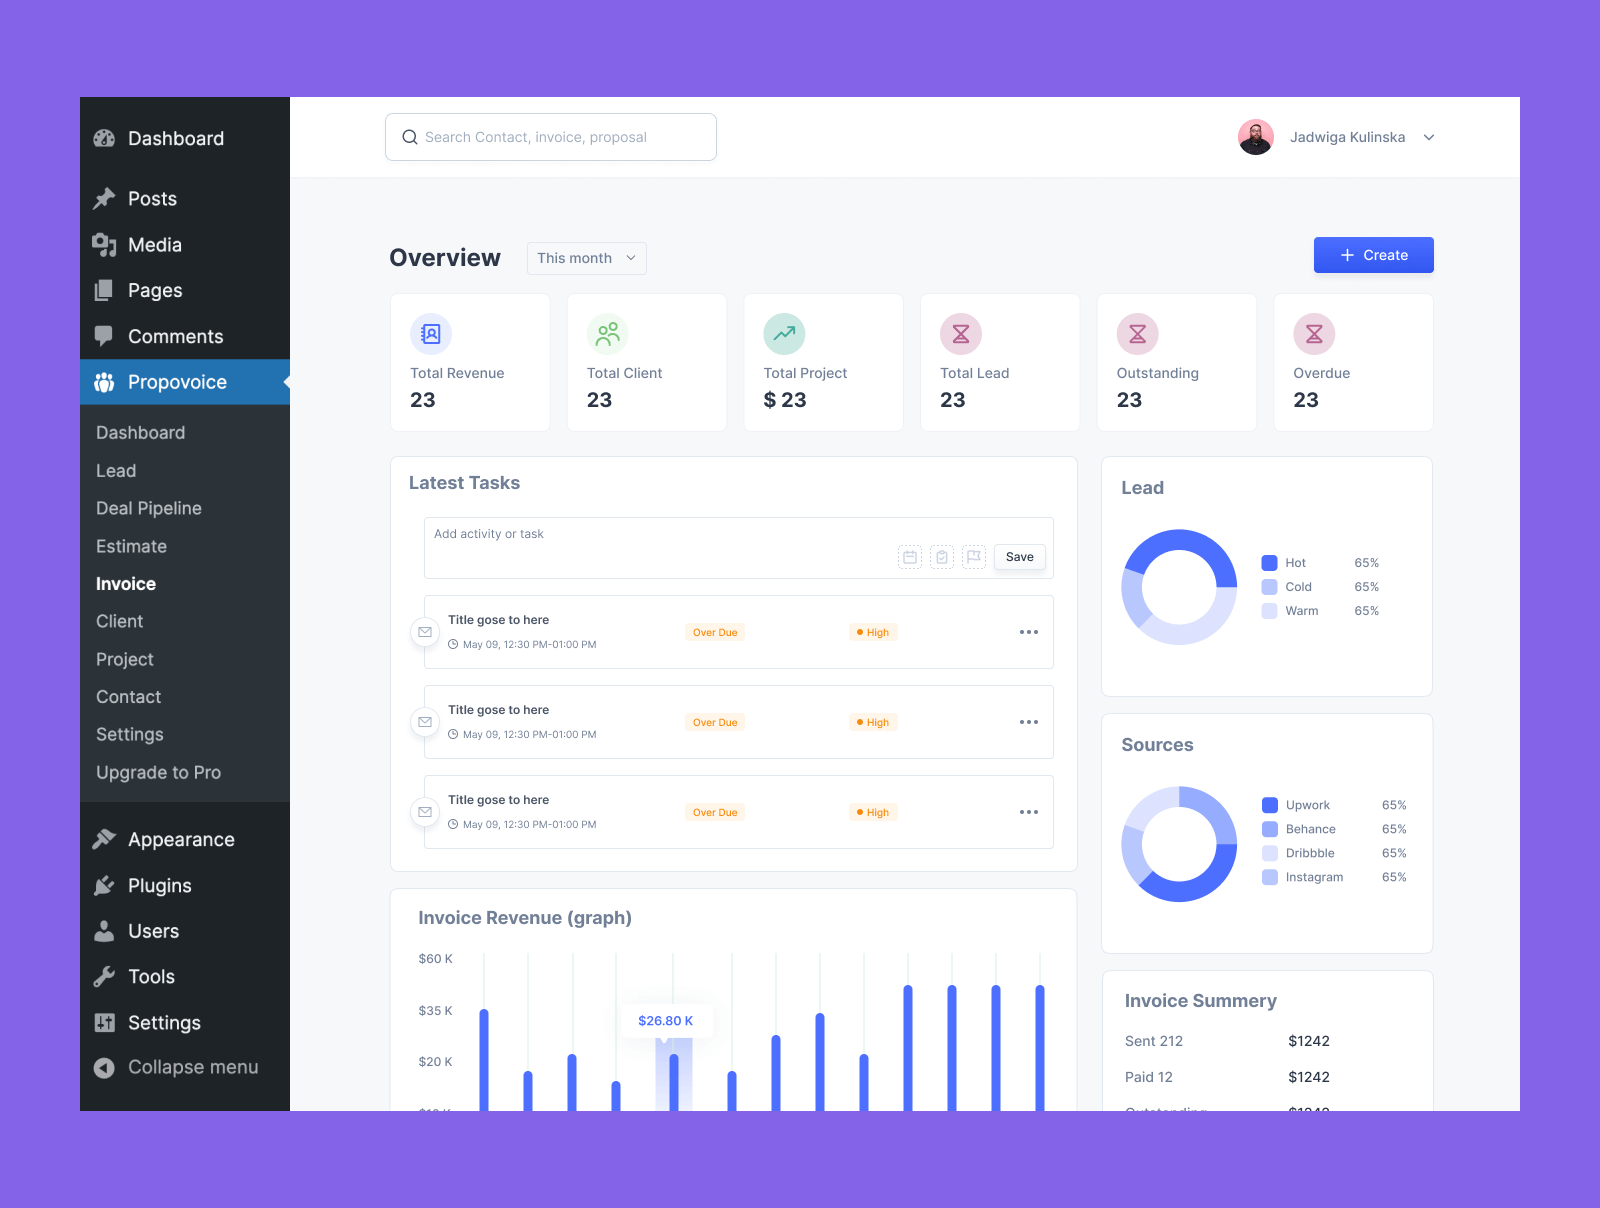 Dashboard
Posts
Media
Pages
Comments
Propovoice
Dashboard
Lead
Deal Pipeline
Estimate
Invoice
Client
Project
Contact
Settings
Upgrade to Pro
Appearance
Plugins
Users
Tools
Settings
Collapse menu
Search Contact, invoice, proposal
Jadwiga Kulinska
Overview
This month
Create
Total Revenue
23
Total Client
23
Total Project
$ 23
Total Lead
23
Outstanding
23
Overdue
23
Latest Tasks
Add activity or task
Save
Title gose to here
May 09, 12:30 PM-01:00 PM
Over Due
High
Title gose to here
May 09, 12:30 PM-01:00 PM
Over Due
High
Title gose to here
May 09, 12:30 PM-01:00 PM
Over Due
High
Invoice Revenue (graph)
$60 K
$35 K
$20 K
$26.80 K
Lead
Hot 65%
Cold 65%
Warm 65%
Sources
Upwork 65%
Behance 65%
Dribbble 65%
Instagram 65%
Invoice Summery
Sent 212 $1242
Paid 12 $1242
Outstanding $1242